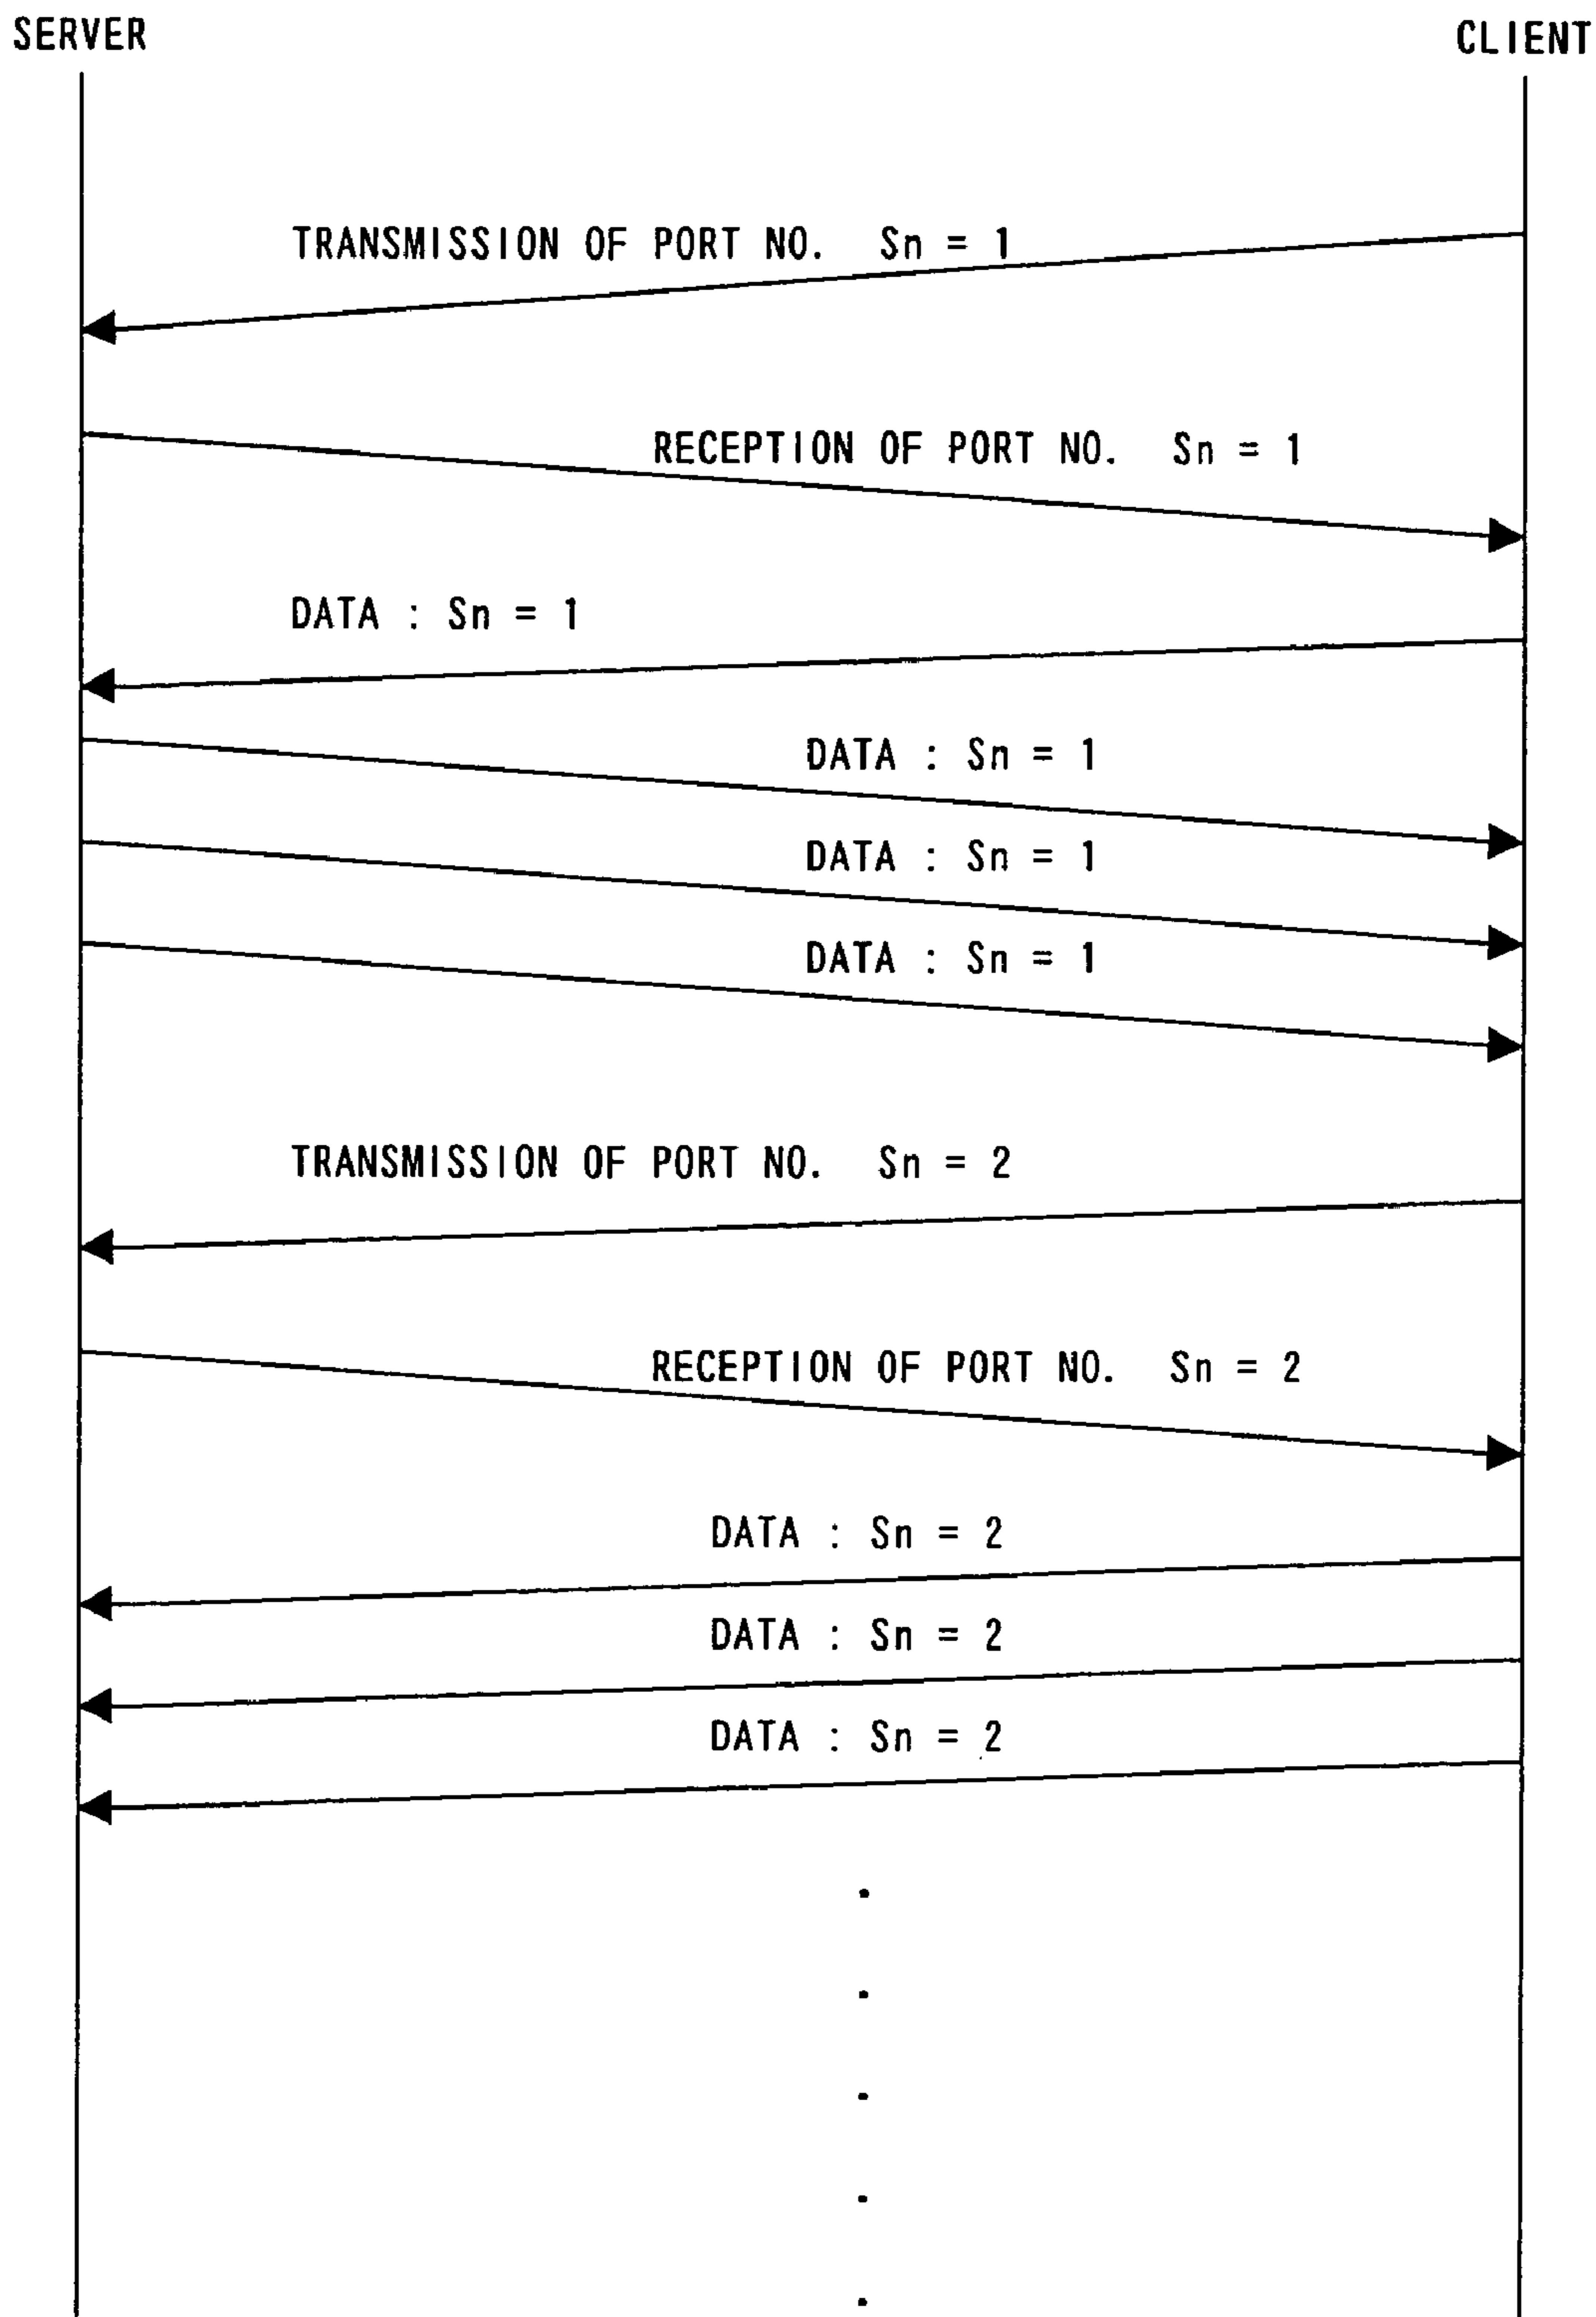 SERVER
CLIENT
TRANSMISSION OF PORT NO. Sn = 1
RECEPTION OF PORT NO. Sn = 1
DATA : Sn = 1
DATA : Sn = 1
DATA : Sn = 1
DATA : Sn = 1
TRANSMISSION OF PORT NO. Sn = 2
RECEPTION OF PORT NO. Sn = 2
DATA : Sn = 2
DATA : Sn = 2
DATA : Sn = 2